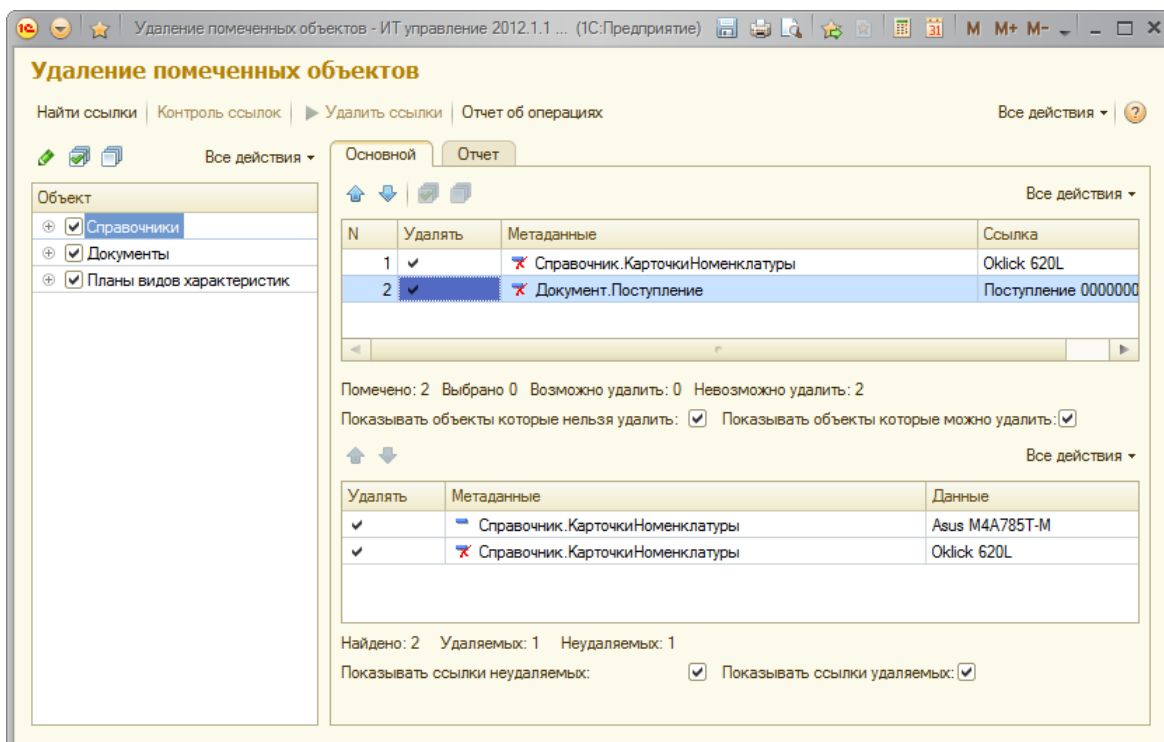 1С Удаление помеченных объектов - ИТ управление 2012.1.1 ... (1С:Предприятие) 31 M M+ M-
Удаление помеченных объектов
Найти ссылки Контроль ссылок Удалить ссылки Отчет об операциях Все действия ?
Все действия
Объект
Справочники
Документы
Планы видов характеристик
Основной Отчет
Все действия
N Удалять Метаданные Ссылка
1 Справочник.КарточкиНоменклатуры Oklick 620L
2 Документ.Поступление Поступление 0000000
Помечено: 2 Выбрано 0 Возможно удалить: 0 Невозможно удалить: 2
Показывать объекты которые нельзя удалить: Показывать объекты которые можно удалить:
Все действия
Удалять Метаданные Данные
Справочник.КарточкиНоменклатуры Asus M4A785T-M
Справочник.КарточкиНоменклатуры Oklick 620L
Найдено: 2 Удаляемых: 1 Неудаляемых: 1
Показывать ссылки неудаляемых: Показывать ссылки удаляемых: